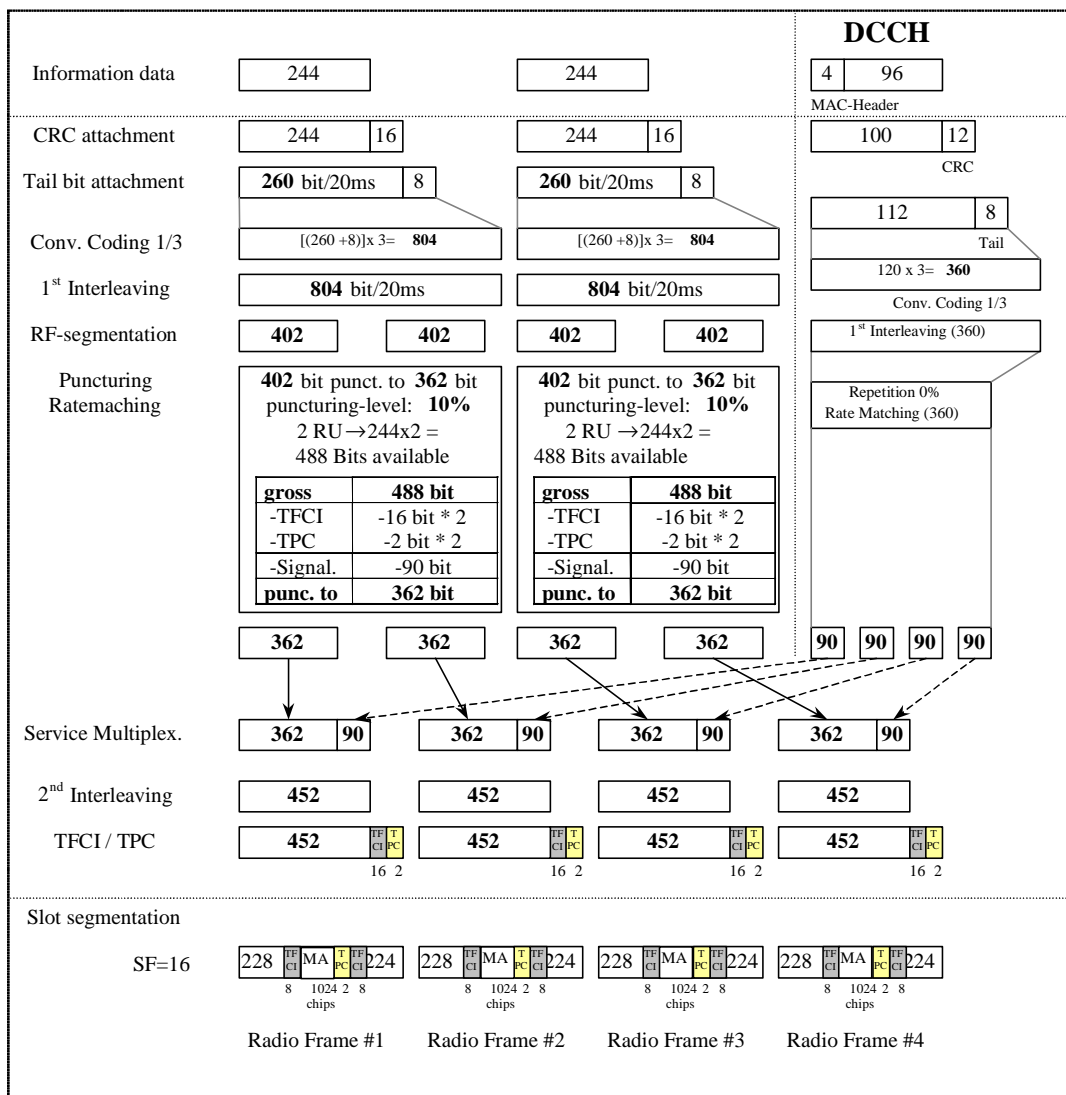 DCCH
Information data 244 244 4 96
MAC-Header
CRC attachment 244 16 244 16 100 12
CRC
Tail bit attachment 260 bit/20ms 8 260 bit/20ms 8
112 8
Tail
Conv. Coding 1/3 [(260 +8)]x 3= 804 [(260 +8)]x 3= 804
120 x 3= 360
Conv. Coding 1/3
1st Interleaving 804 bit/20ms 804 bit/20ms
RF-segmentation 402 402 402 402 1st Interleaving (360)
Puncturing
Ratemaching
402 bit punct. to 362 bit
puncturing-level: 10%
2 RU →244x2 =
488 Bits available
gross 488 bit
-TFCI -16 bit * 2
-TPC -2 bit * 2
-Signal. -90 bit
punc. to 362 bit
402 bit punct. to 362 bit
puncturing-level: 10%
2 RU →244x2 =
488 Bits available
gross 488 bit
-TFCI -16 bit * 2
-TPC -2 bit * 2
-Signal. -90 bit
punc. to 362 bit
Repetition 0%
Rate Matching (360)
362 362 362 362 90 90 90 90
Service Multiplex. 362 90 362 90 362 90 362 90
2nd Interleaving 452 452 452 452
TFCI / TPC 452 TF CI T PC 452 TF CI T PC 452 TF CI T PC 452 TF CI T PC
16 2 16 2 16 2 16 2
Slot segmentation
SF=16 228 TF CI MA T PC TF CI 224 228 TF CI MA T PC TF CI 224 228 TF CI MA T PC TF CI 224 228 TF CI MA T PC TF CI 224
8 1024 2 8 8 1024 2 8 8 1024 2 8 8 1024 2 8
chips chips chips chips
Radio Frame #1 Radio Frame #2 Radio Frame #3 Radio Frame #4